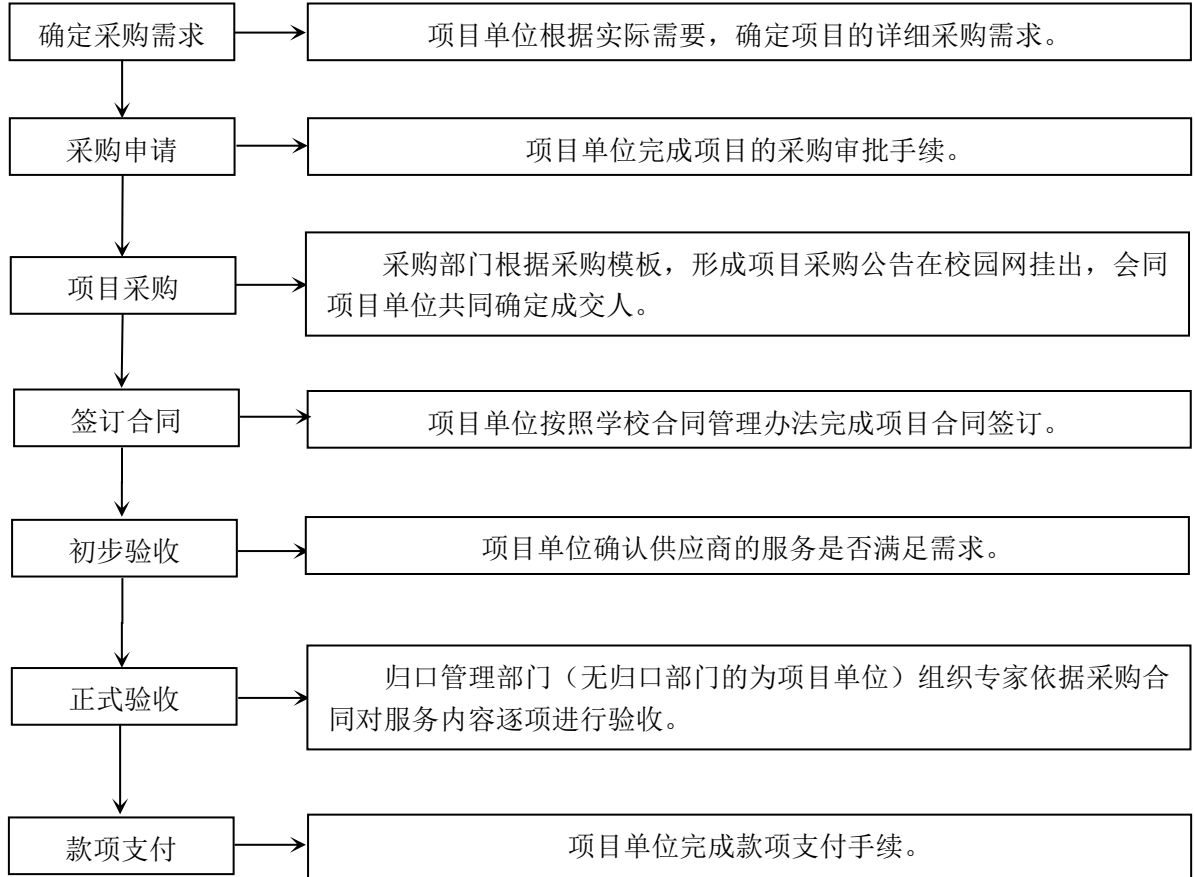 确定采购需求
项目单位根据实际需要，确定项目的详细采购需求。
采购申请
项目单位完成项目的采购审批手续。
项目采购
采购部门根据采购模板，形成项目采购公告在校园网挂出，会同
项目单位共同确定成交人。
签订合同
项目单位按照学校合同管理办法完成项目合同签订。
初步验收
项目单位确认供应商的服务是否满足需求。
正式验收
归口管理部门（无归口部门的为项目单位）组织专家依据采购合
同对服务内容逐项进行验收。
款项支付
项目单位完成款项支付手续。